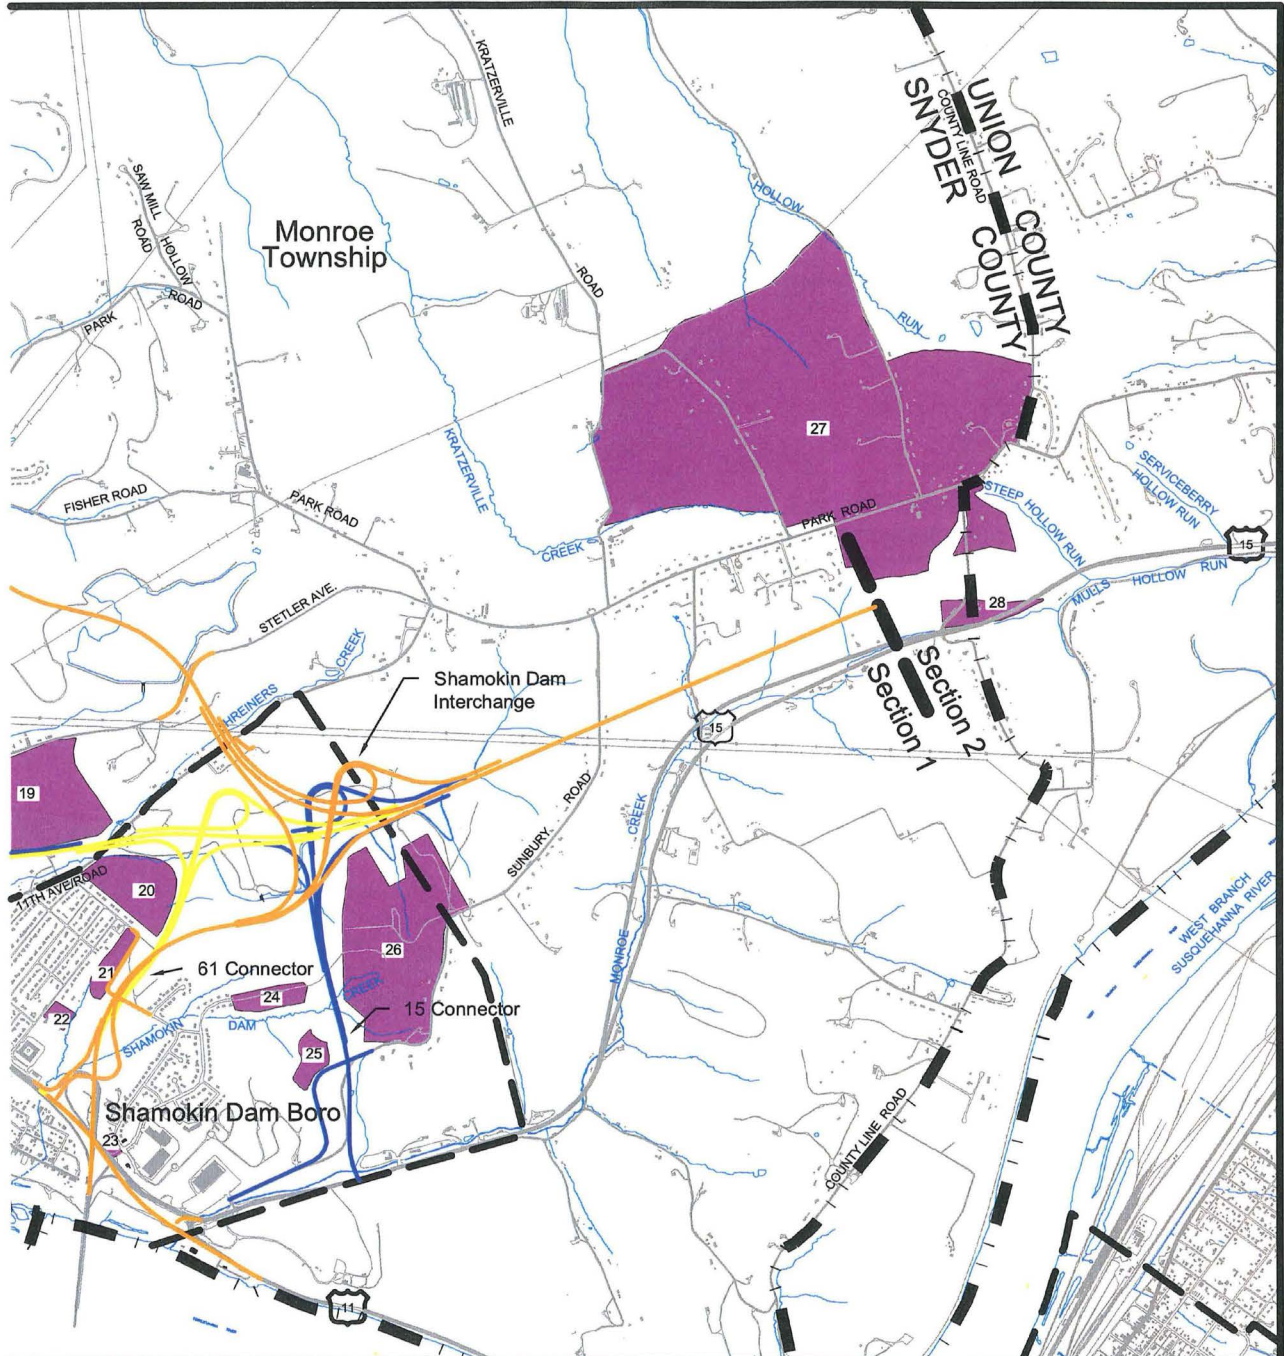 KRATZERVILLE
ROAD
UNION COUNTY
COUNTY LINE ROAD
SNYDER COUNTY
SAW MILL
HOLLOW
ROAD
ROAD
PARK
Monroe
Township
HOLLOW
RUN
KRATZERVILLE
CREEK
27
SERVICEBERRY
HOLLOW RUN
STEEP HOLLOW RUN
FISHER ROAD
PARK ROAD
PARK ROAD
15
MULLS HOLLOW RUN
28
STETLER AVE.
HREINERS
CREEK
Shamokin Dam
Interchange
Section 2
Section 1
15
19
SUNBURY
ROAD
CREEK
MONROE
11TH AVE/ROAD
20
21
22
61 Connector
26
24
CREEK
15 Connector
SHAMOKIN
DAM
25
WEST BRANCH
SUSQUEHANNA RIVER
Shamokin Dam Boro
23
COUNTY LINE ROAD
11